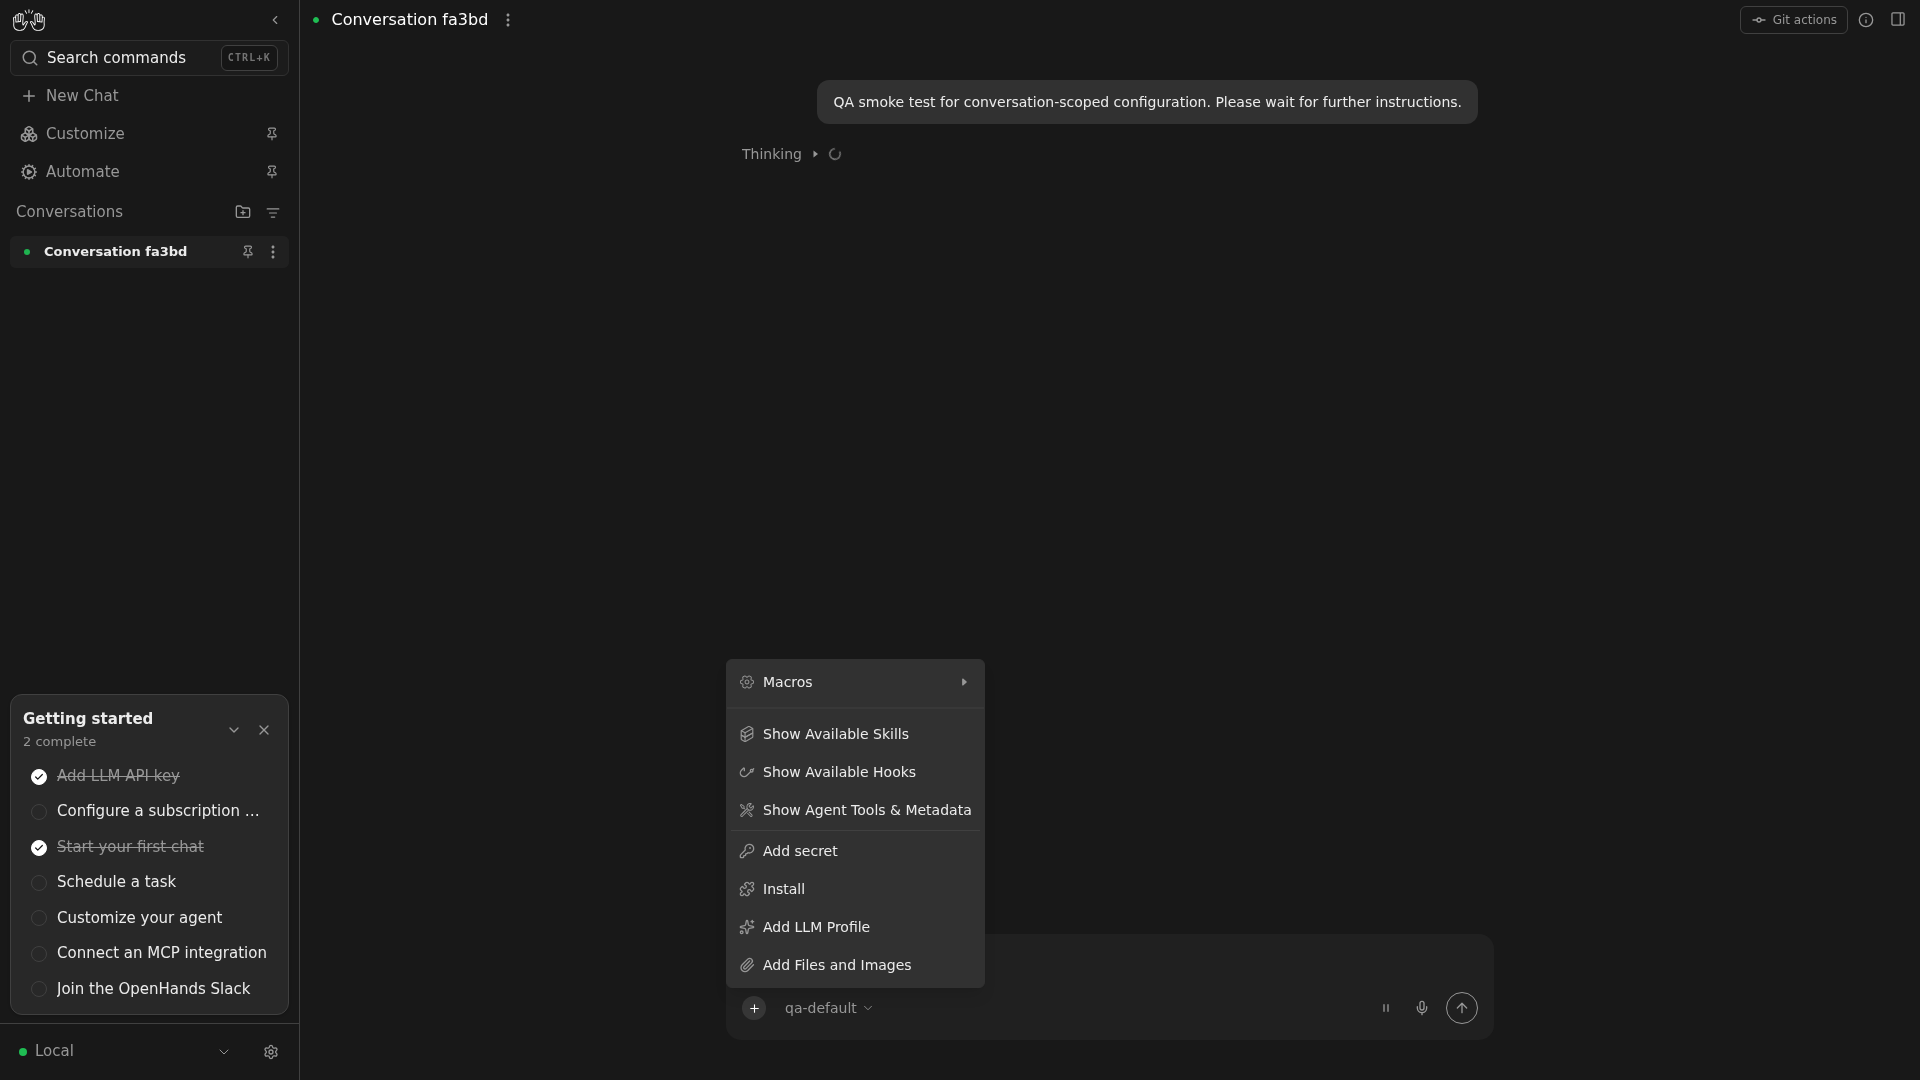 Search commands
CTRL+K
New Chat
Customize
Automate
Conversations
Conversation fa3bd
Getting started
2 complete
Add LLM API key
Configure a subscription ...
Start your first chat
Schedule a task
Customize your agent
Connect an MCP integration
Join the OpenHands Slack
Local
Conversation fa3bd
Git actions
QA smoke test for conversation-scoped configuration. Please wait for further instructions.
Thinking
Macros
Show Available Skills
Show Available Hooks
Show Agent Tools & Metadata
Add secret
Install
Add LLM Profile
Add Files and Images
qa-default